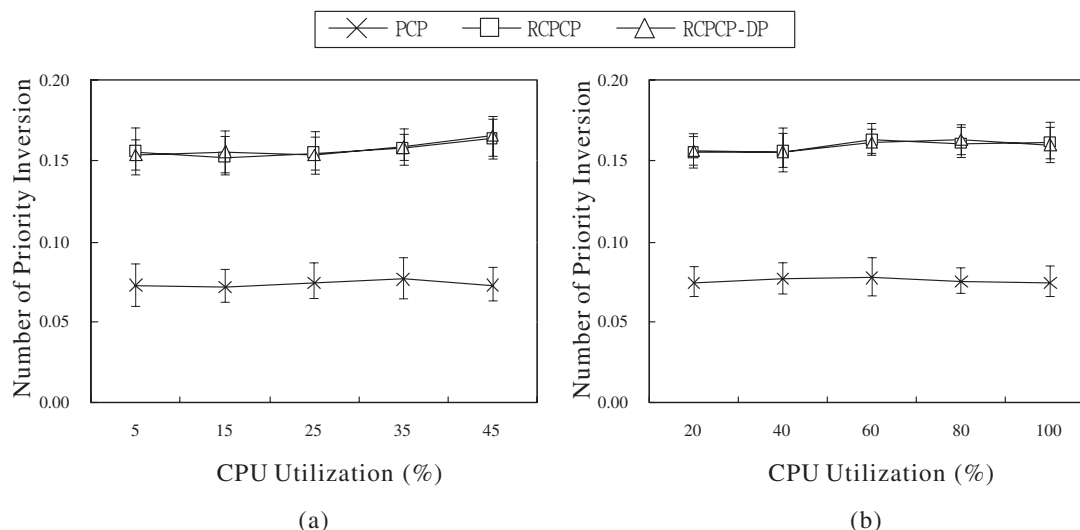 PCP RCPCP RCPCP-DP
Number of Priority Inversion
0.20
0.15
0.10
0.05
0.00
5 15 25 35 45
CPU Utilization (%)
(a)
Number of Priority Inversion
0.20
0.15
0.10
0.05
0.00
20 40 60 80 100
CPU Utilization (%)
(b)